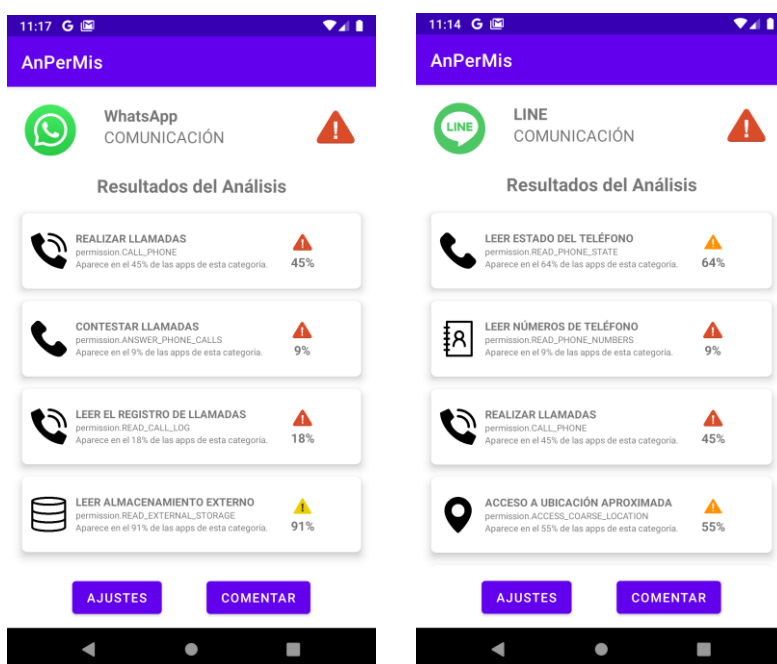 11:17 G
AnPerMis
WhatsApp
COMUNICACIÓN
Resultados del Análisis
REALIZAR LLAMADAS
permission.CALL_PHONE
Aparece en el 45% de las apps de esta categoría.
45%
CONTESTAR LLAMADAS
permission.ANSWER_PHONE_CALLS
Aparece en el 9% de las apps de esta categoría.
9%
LEER EL REGISTRO DE LLAMADAS
permission.READ_CALL_LOG
Aparece en el 18% de las apps de esta categoría.
18%
LEER ALMACENAMIENTO EXTERNO
permission.READ_EXTERNAL_STORAGE
Aparece en el 91% de las apps de esta categoría.
91%
AJUSTES
COMENTAR
11:14 G
AnPerMis
LINE
LINE
COMUNICACIÓN
Resultados del Análisis
LEER ESTADO DEL TELÉFONO
permission.READ_PHONE_STATE
Aparece en el 64% de las apps de esta categoría.
64%
LEER NÚMEROS DE TELÉFONO
permission.READ_PHONE_NUMBERS
Aparece en el 9% de las apps de esta categoría.
9%
REALIZAR LLAMADAS
permission.CALL_PHONE
Aparece en el 45% de las apps de esta categoría.
45%
ACCESO A UBICACIÓN APROXIMADA
permission.ACCESS_COARSE_LOCATION
Aparece en el 55% de las apps de esta categoría.
55%
AJUSTES
COMENTAR